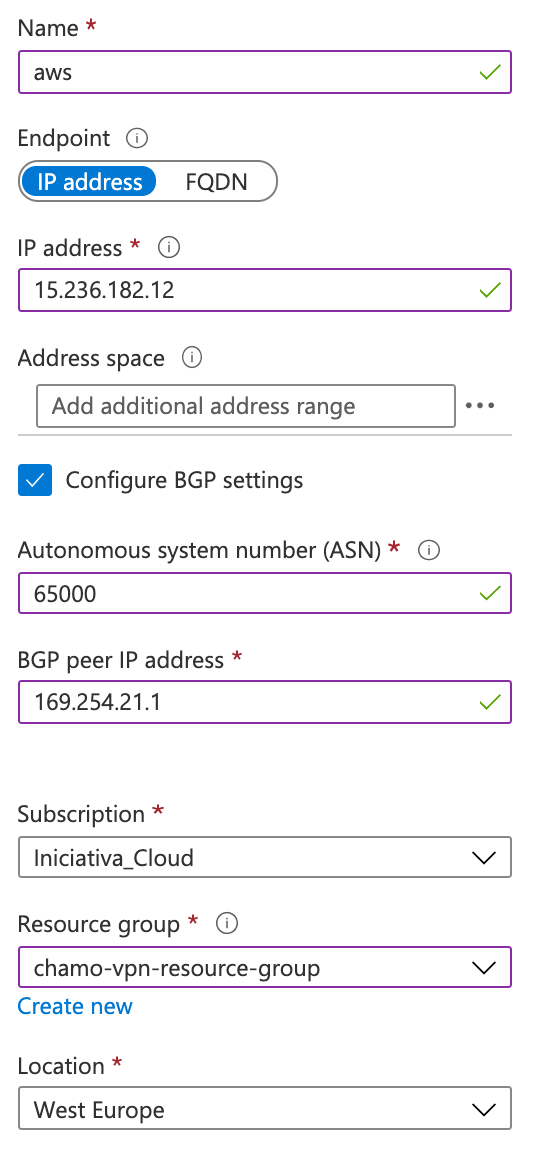 Name *
aws
Endpoint
IP address FQDN
IP address *
15.236.182.12
Address space
Add additional address range
Configure BGP settings
Autonomous system number (ASN) *
65000
BGP peer IP address *
169.254.21.1
Subscription *
Iniciativa_Cloud
Resource group *
chamo-vpn-resource-group
Create new
Location *
West Europe